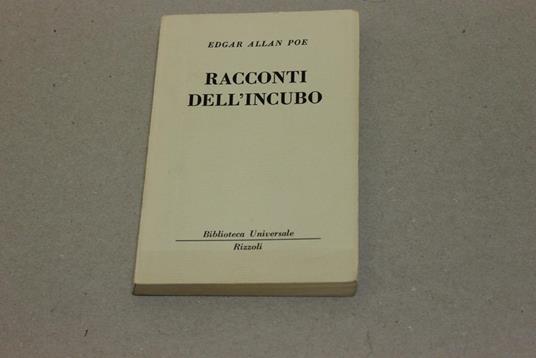 EDGAR ALLAN POE
RACCONTI
DELL'INCUBO
Biblioteca Universale
Rizzoli